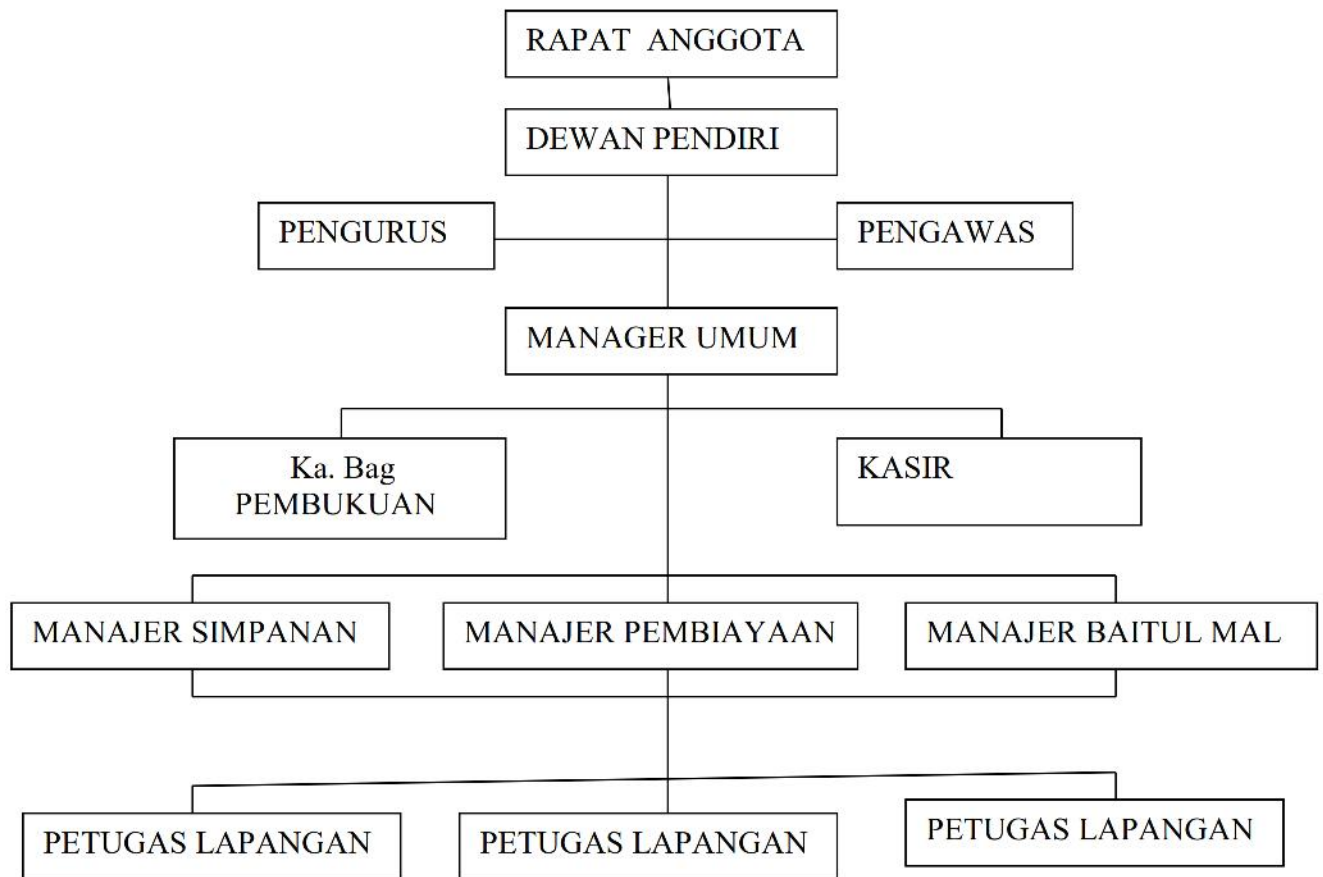 RAPAT ANGGOTA
DEWAN PENDIRI
PENGURUS
PENGAWAS
MANAGER UMUM
Ka. Bag
PEMBUKUAN
KASIR
MANAJER SIMPANAN
MANAJER PEMBIAYAAN
MANAJER BAITUL MAL
PETUGAS LAPANGAN
PETUGAS LAPANGAN
PETUGAS LAPANGAN